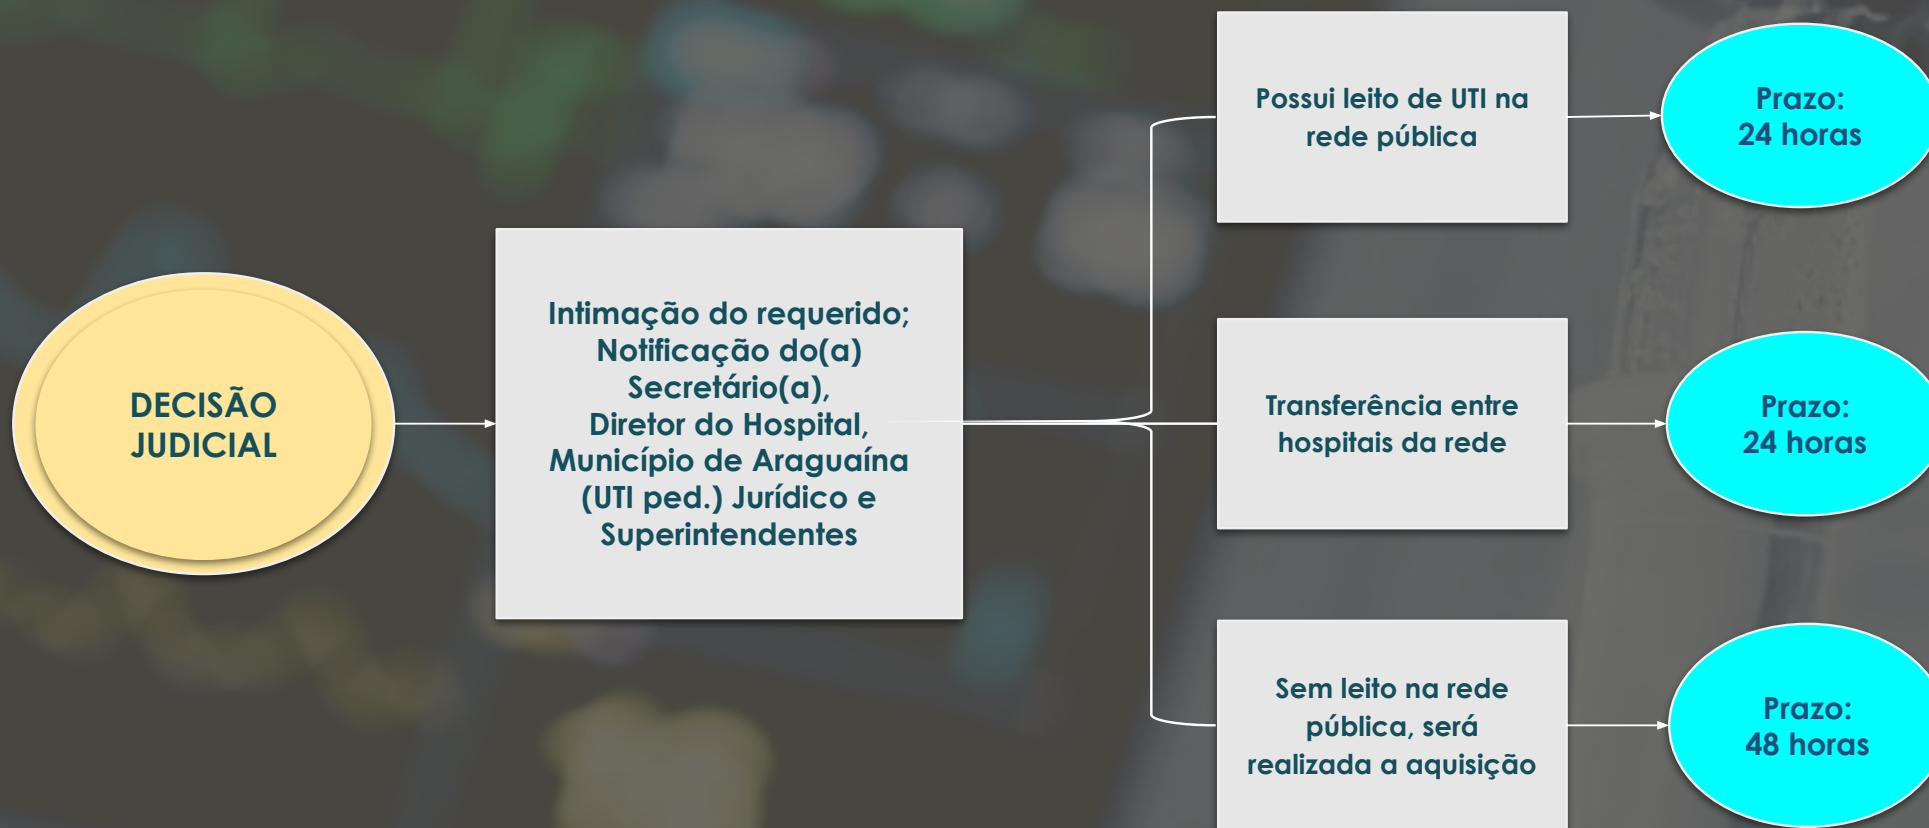 DECISÃO
JUDICIAL
Intimação do requerido;
Notificação do(a)
Secretário(a),
Diretor do Hospital,
Município de Araguaína
(UTI ped.) Jurídico e
Superintendentes
Possui leito de UTI na
rede pública
Prazo:
24 horas
Transferência entre
hospitais da rede
Prazo:
24 horas
Sem leito na rede
pública, será
realizada a aquisição
Prazo:
48 horas